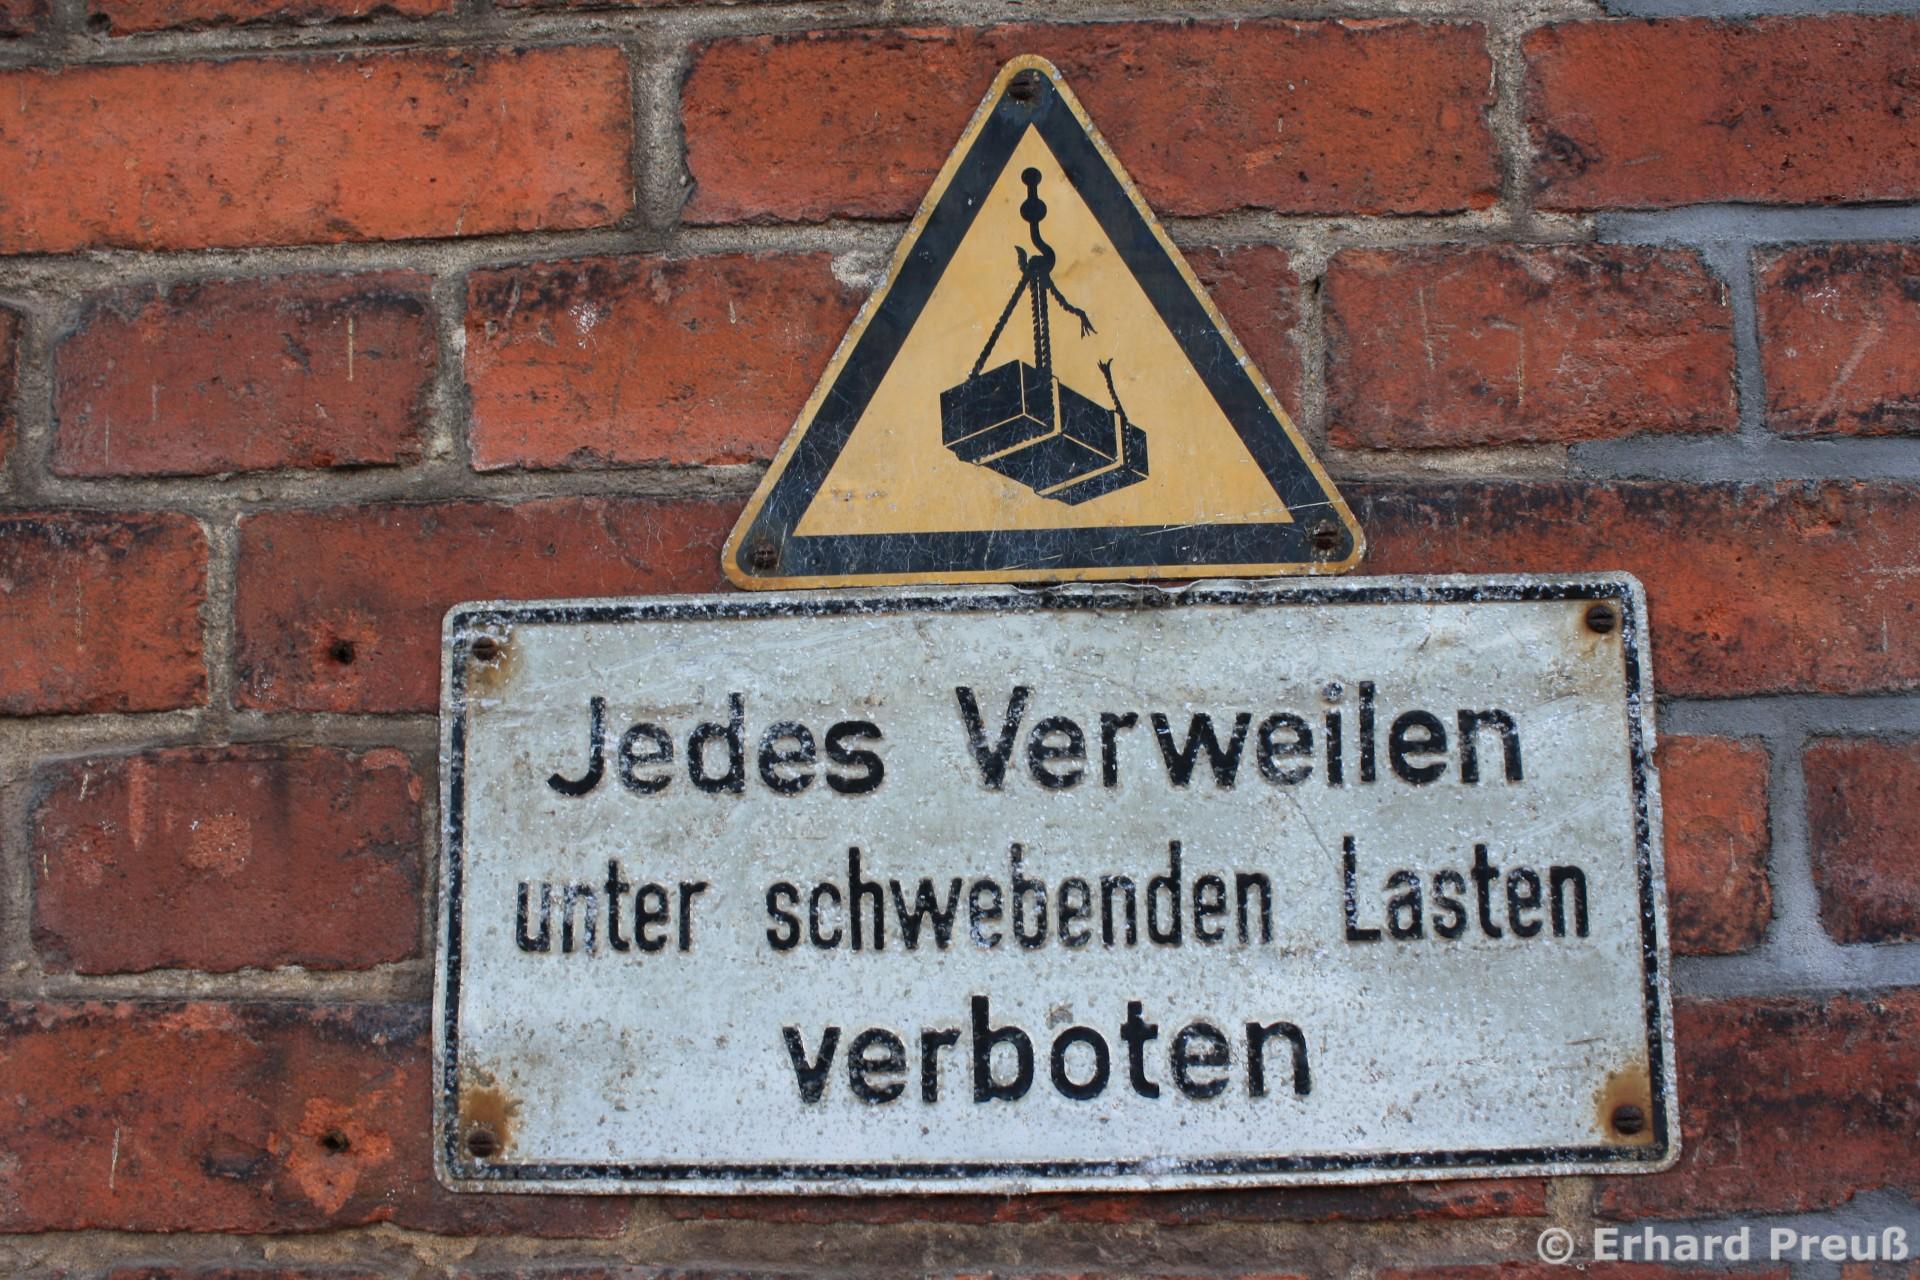 Jedes Verweilen
unter schwebenden Lasten
verboten
© Erhard Preuß